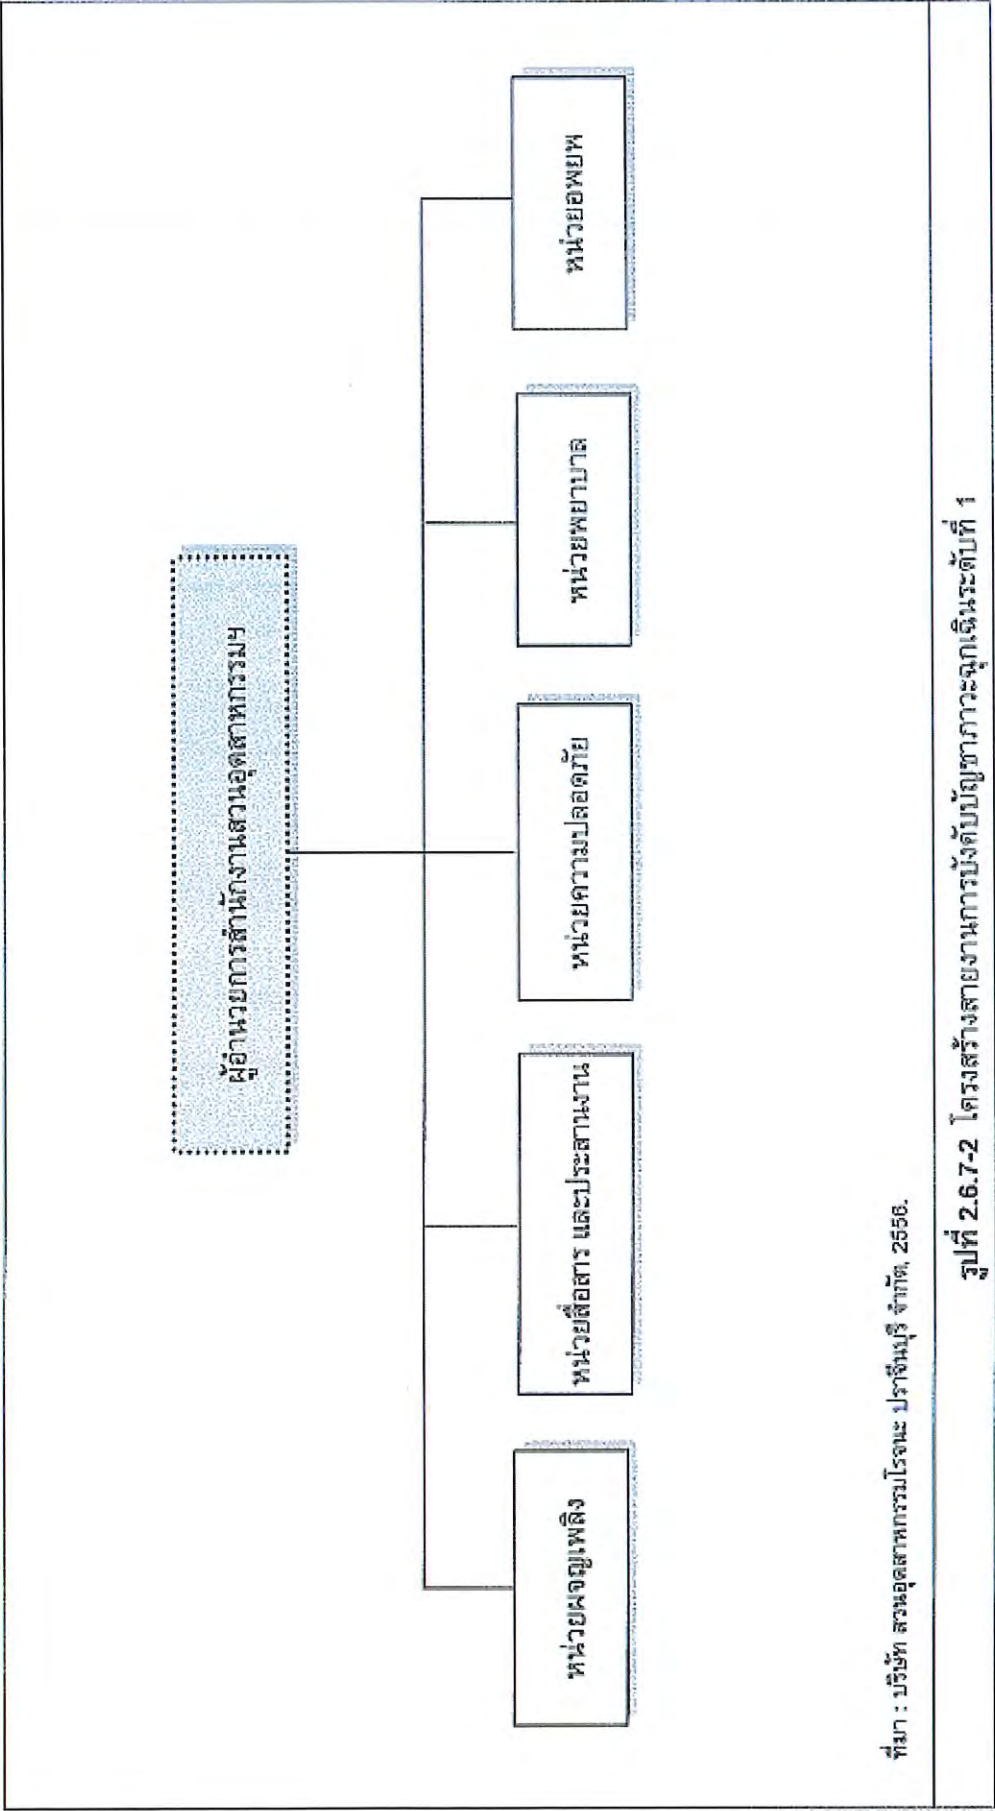 ผู้อำนวยการสำนักงานสวนอุตสาหกรรมฯ
หน่วยผจญเพลิง
หน่วยสื่อสาร และประสานงาน
หน่วยความปลอดภัย
หน่วยพยาบาล
หน่วยอพยพ
ที่มา : บริษัท สวนอุตสาหกรรมโรจนะ ปราจีนบุรี จำกัด, 2556.
รูปที่ 2.6.7-2 โครงสร้างสายงานการบังคับบัญชาภาวะฉุกเฉินระดับที่ 1